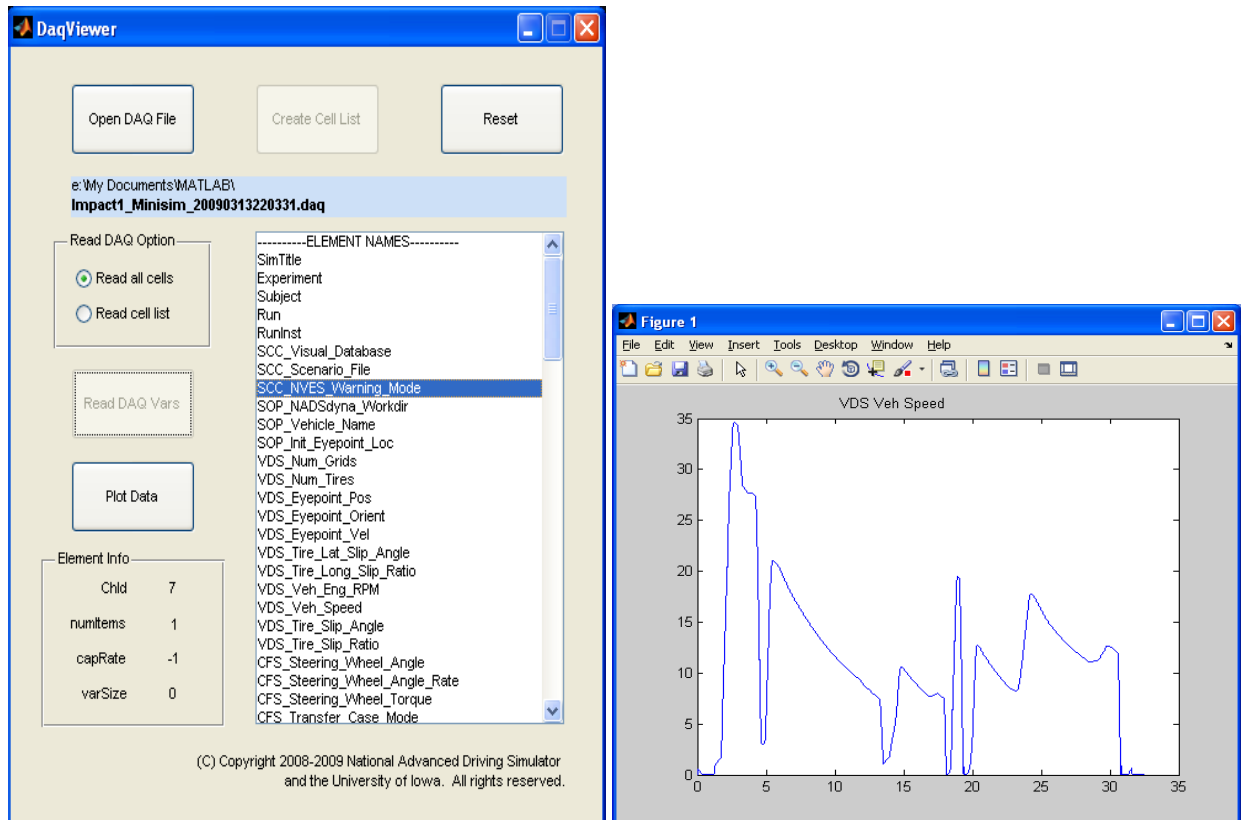 DaqViewer
Open DAQ File
Create Cell List
Reset
e:\My Documents\MATLAB\
Impact1_Minisim_20090313220331.daq
Read DAQ Option
Read all cells
Read cell list
Read DAQ Vars
Plot Data
Element Info
ChId 7
numItems 1
capRate -1
varSize 0
----------ELEMENT NAMES----------
SimTitle
Experiment
Subject
Run
RunInst
SCC_Visual_Database
SCC_Scenario_File
SCC_NVES_Warning_Mode
SOP_NADSdyna_Workdir
SOP_Vehicle_Name
SOP_Init_Eyepoint_Loc
VDS_Num_Grids
VDS_Num_Tires
VDS_Eyepoint_Pos
VDS_Eyepoint_Orient
VDS_Eyepoint_Vel
VDS_Tire_Lat_Slip_Angle
VDS_Tire_Long_Slip_Ratio
VDS_Veh_Eng_RPM
VDS_Veh_Speed
VDS_Tire_Slip_Angle
VDS_Tire_Slip_Ratio
CFS_Steering_Wheel_Angle
CFS_Steering_Wheel_Angle_Rate
CFS_Steering_Wheel_Torque
CFS_Transfer_Case_Mode
(C) Copyright 2008-2009 National Advanced Driving Simulator
and the University of Iowa. All rights reserved.
Figure 1
File Edit View Insert Tools Desktop Window Help
VDS Veh Speed
35
30
25
20
15
10
5
0
0 5 10 15 20 25 30 35